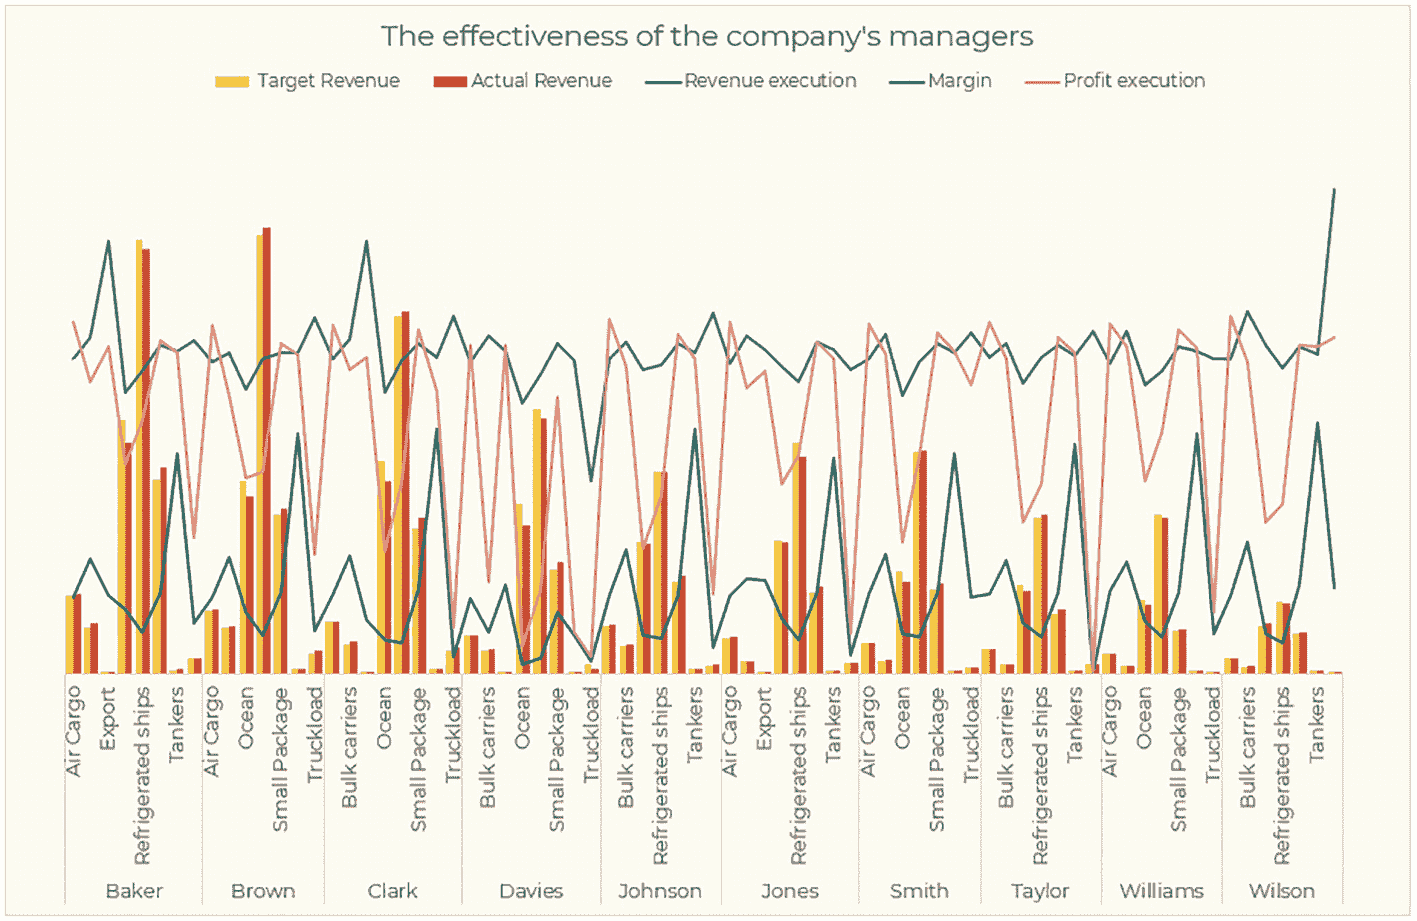 The effectiveness of the company's managers
Target Revenue Actual Revenue Revenue execution Margin Profit execution
Air Cargo Export Refrigerated ships Tankers Air Cargo Ocean Small Package Truckload Bulk carriers Ocean Small Package Truckload Bulk carriers Ocean Small Package Truckload Bulk carriers Refrigerated ships Tankers Air Cargo Export Refrigerated ships Tankers Air Cargo Ocean Small Package Truckload Bulk carriers Refrigerated ships Tankers Air Cargo Ocean Small Package Truckload Bulk carriers Refrigerated ships Tankers
Baker Brown Clark Davies Johnson Jones Smith Taylor Williams Wilson